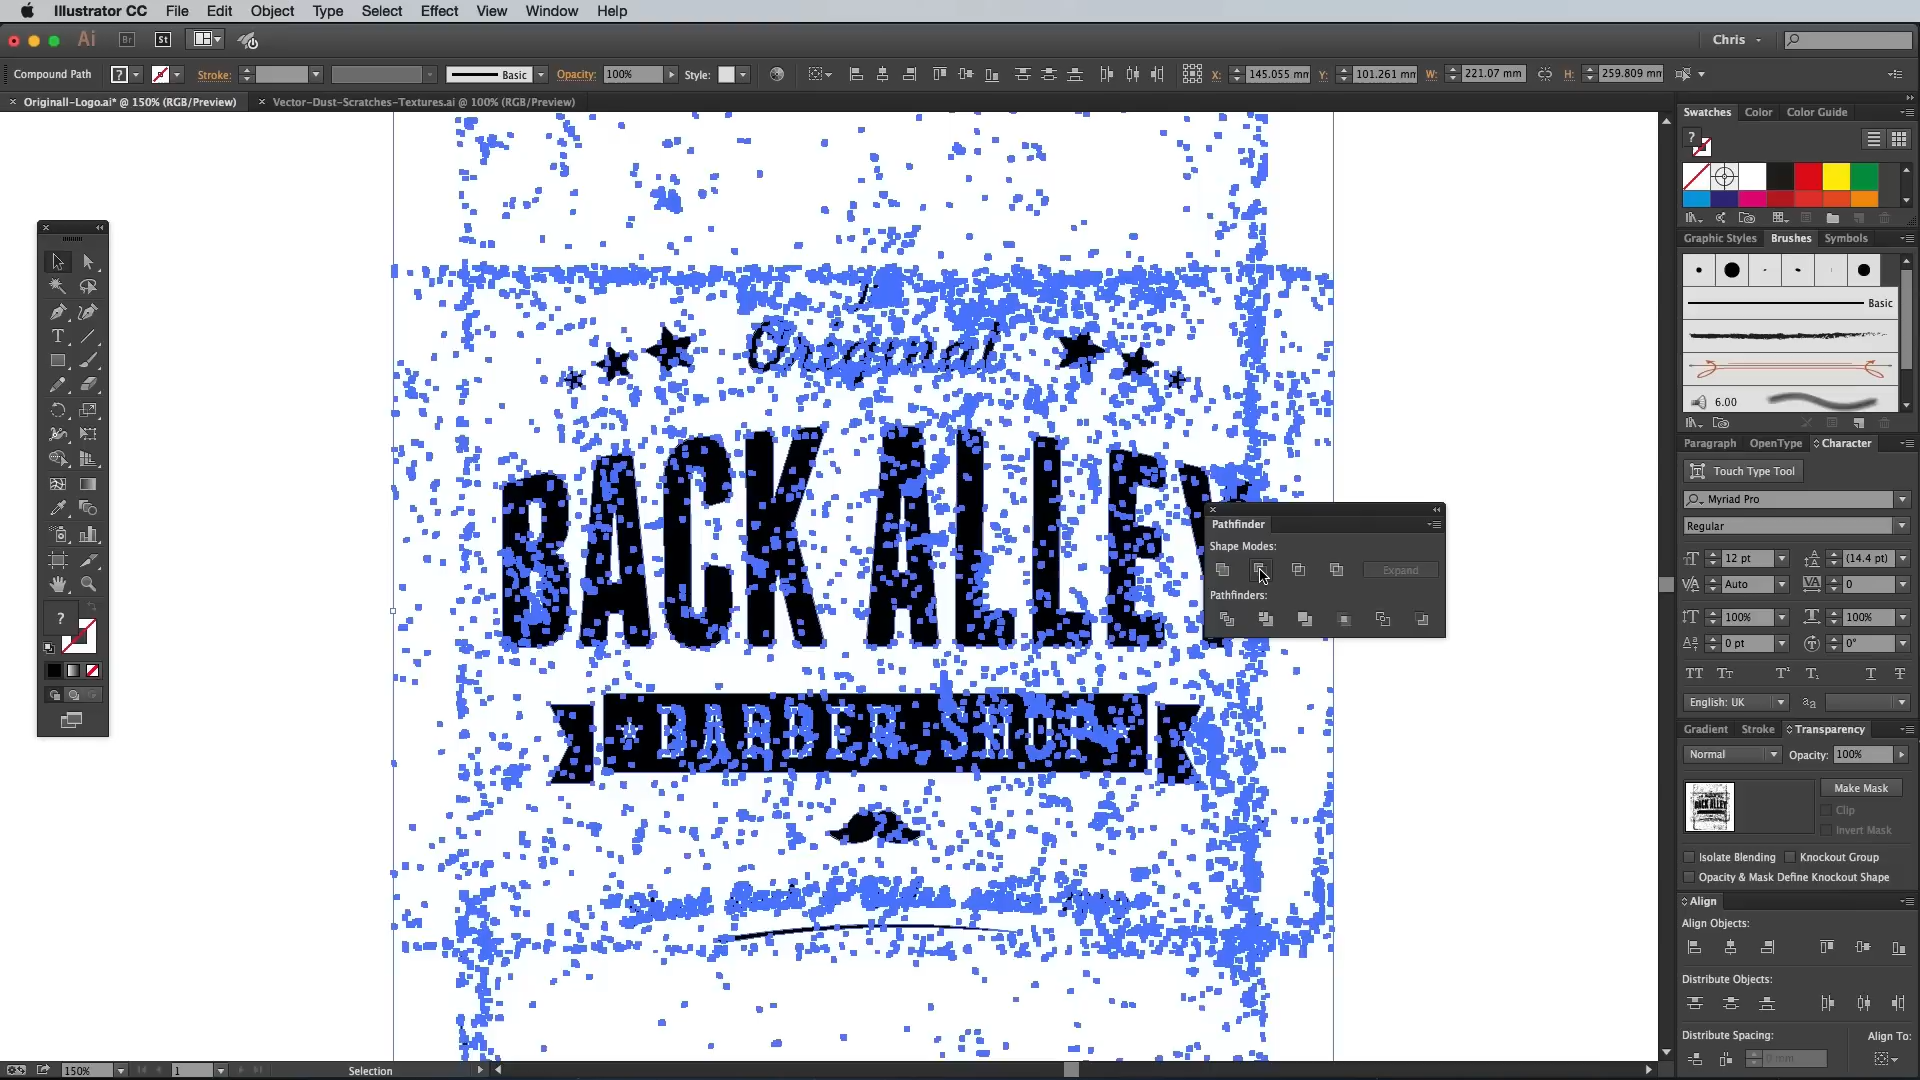 Illustrator CC File Edit Object Type Select Effect View Window Help
Ai Br St Chris
Compound Path ? Stroke: Basic Opacity: 100% Style: X: 145.055 mm Y: 101.261 mm W: 221.07 mm H: 259.809 mm
Originall-Logo.ai* @ 150% (RGB/Preview) Vector-Dust-Scratches-Textures.ai @ 100% (RGB/Preview)
Original
BACK ALLEY
BARBER SHOP
Pathfinder
Shape Modes:
Expand
Pathfinders:
Swatches Color Color Guide
?
Graphic Styles Brushes Symbols
Basic
6.00
Paragraph OpenType Character
Touch Type Tool
Myriad Pro
Regular
12 pt (14.4 pt)
Auto 0
100% 100%
0 pt 0°
English: UK
Gradient Stroke Transparency
Normal Opacity: 100%
Make Mask
Clip
Invert Mask
Isolate Blending Knockout Group
Opacity & Mask Define Knockout Shape
Align
Align Objects:
Distribute Objects:
Distribute Spacing: Align To:
0 mm
?
150% 1 Selection